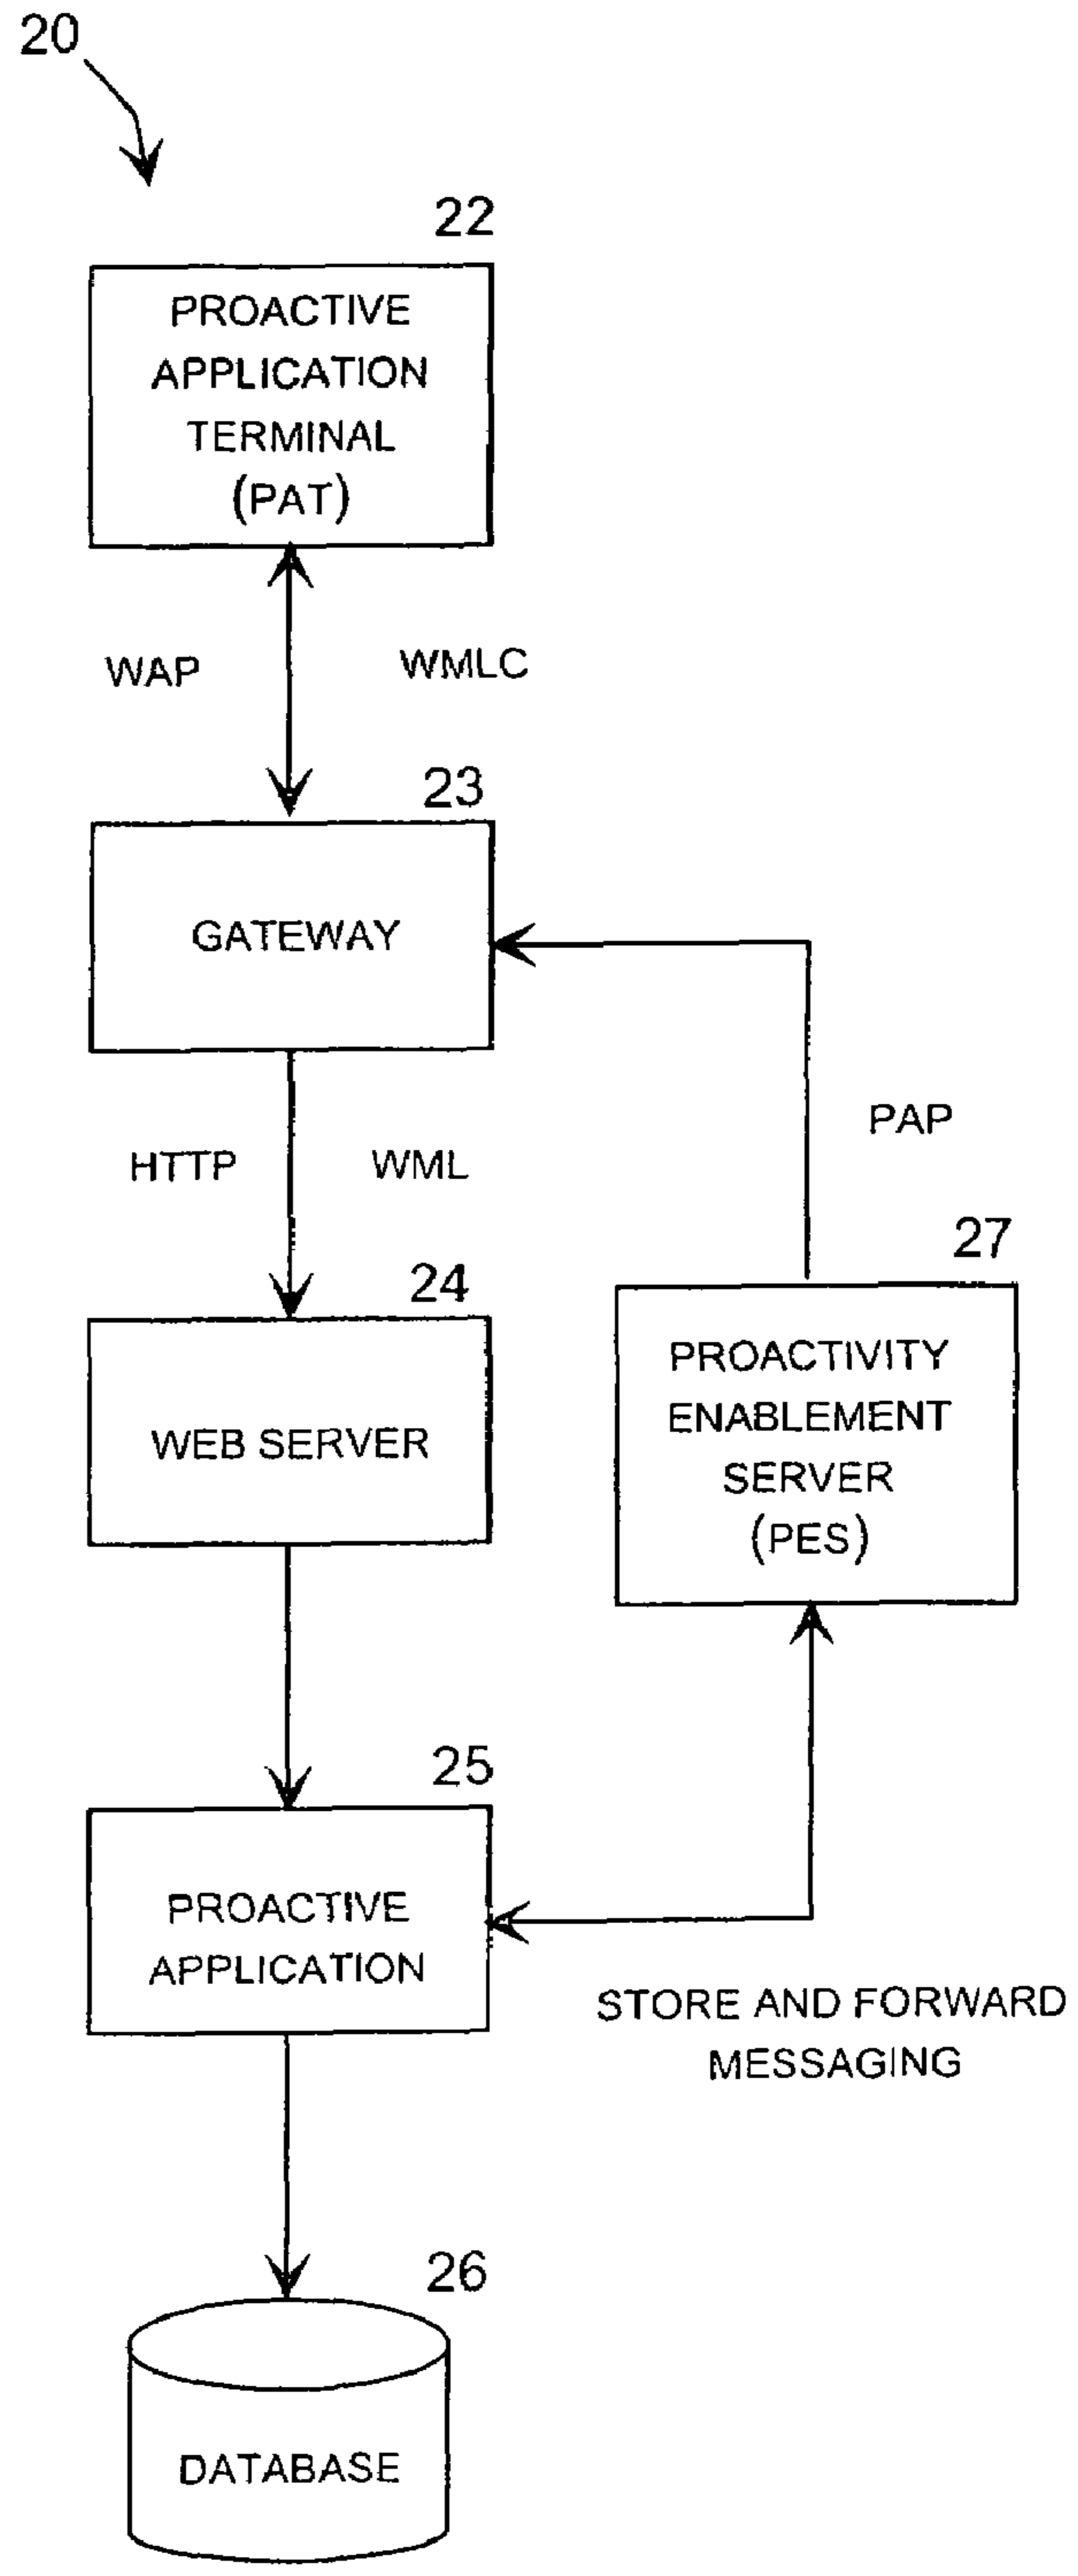 20
22
PROACTIVE
APPLICATION
TERMINAL
(PAT)
WAP
WMLC
23
GATEWAY
HTTP
WML
PAP
24
WEB SERVER
27
PROACTIVITY
ENABLEMENT
SERVER
(PES)
25
PROACTIVE
APPLICATION
STORE AND FORWARD
MESSAGING
26
DATABASE